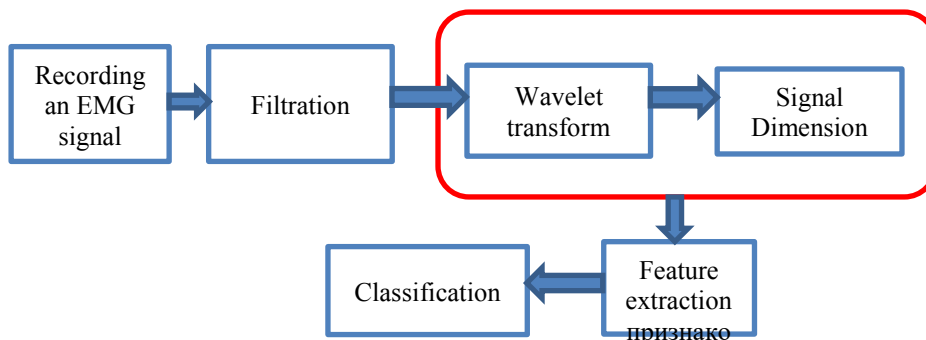 Recording
an EMG
signal
Filtration
Wavelet
transform
Signal
Dimension
Feature
extraction
признако
Classification